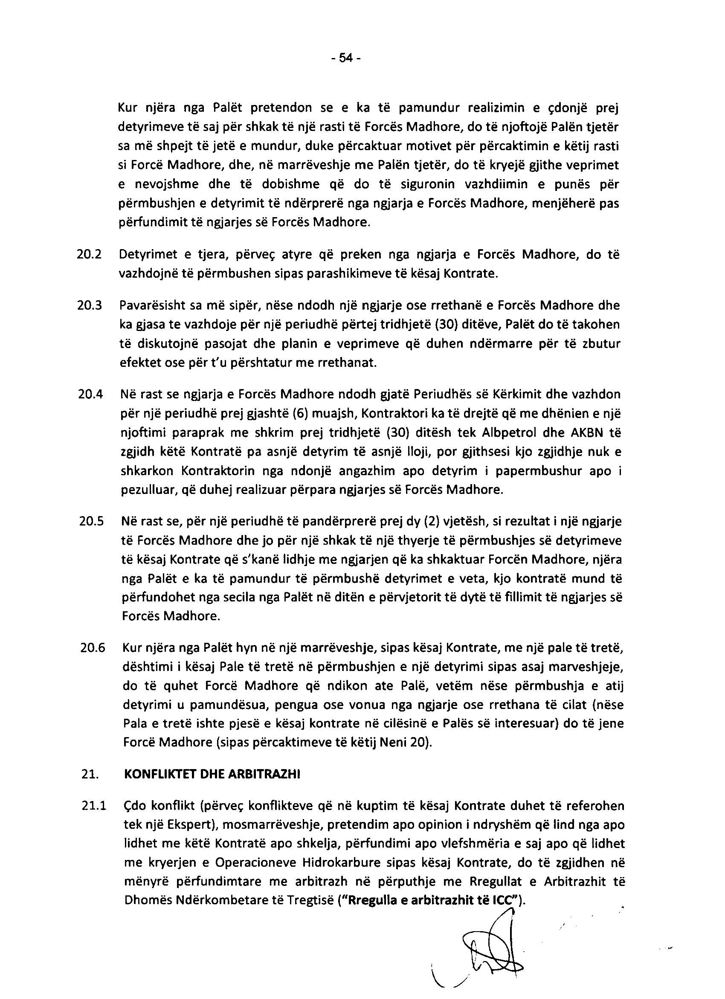 - 54 -
Kur njëra nga Palët pretendon se e ka të pamundur realizimin e çdonjë prej
detyrimeve të saj për shkak të një rasti të Forcës Madhore, do të njoftojë Palën tjetër
sa më shpejt të jetë e mundur, duke përcaktuar motivet për përcaktimin e këtij rasti
si Forcë Madhore, dhe, në marrëveshje me Palën tjetër, do të kryejë gjithe veprimet
e nevojshme dhe të dobishme që do të siguronin vazhdiimin e punës për
përmbushjen e detyrimit të ndërprerë nga ngjarja e Forcës Madhore, menjëherë pas
përfundimit të ngjarjes së Forcës Madhore.
20.2 Detyrimet e tjera, përveç atyre që preken nga ngjarja e Forcës Madhore, do të
vazhdojnë të përmbushen sipas parashikimeve të kësaj Kontrate.
20.3 Pavarësisht sa më sipër, nëse ndodh një ngjarje ose rrethanë e Forcës Madhore dhe
ka gjasa te vazhdoje për një periudhë përtej tridhjetë (30) ditëve, Palët do të takohen
të diskutojnë pasojat dhe planin e veprimeve që duhen ndërmarre për të zbutur
efektet ose për t'u përshtatur me rrethanat.
20.4 Në rast se ngjarja e Forcës Madhore ndodh gjatë Periudhës së Kërkimit dhe vazhdon
për një periudhë prej gjashtë (6) muajsh, Kontraktori ka të drejtë që me dhënien e një
njoftimi paraprak me shkrim prej tridhjetë (30) ditësh tek Albpetrol dhe AKBN të
zgjidh këtë Kontratë pa asnjë detyrim të asnjë lloji, por gjithsesi kjo zgjidhje nuk e
shkarkon Kontraktorin nga ndonjë angazhim apo detyrim i papermbushur apo i
pezulluar, që duhej realizuar përpara ngjarjes së Forcës Madhore.
20.5 Në rast se, për një periudhë të pandërprerë prej dy (2) vjetësh, si rezultat i një ngjarje
të Forcës Madhore dhe jo për një shkak të një thyerje të përmbushjes së detyrimeve
të kësaj Kontrate që s'kanë lidhje me ngjarjen që ka shkaktuar Forcën Madhore, njëra
nga Palët e ka të pamundur të përmbushë detyrimet e veta, kjo kontratë mund të
përfundohet nga secila nga Palët në ditën e përvjetorit të dytë të fillimit të ngjarjes së
Forcës Madhore.
20.6 Kur njëra nga Palët hyn në një marrëveshje, sipas kësaj Kontrate, me një pale të tretë,
dështimi i kësaj Pale të tretë në përmbushjen e një detyrimi sipas asaj marveshjeje,
do të quhet Forcë Madhore që ndikon ate Palë, vetëm nëse përmbushja e atij
detyrimi u pamundësua, pengua ose vonua nga ngjarje ose rrethana të cilat (nëse
Pala e tretë ishte pjesë e kësaj kontrate në cilësinë e Palës së interesuar) do të jene
Forcë Madhore (sipas përcaktimeve të këtij Neni 20).
21. KONFLIKTET DHE ARBITRAZHI
21.1 Çdo konflikt (përveç konflikteve që në kuptim të kësaj Kontrate duhet të referohen
tek një Ekspert), mosmarrëveshje, pretendim apo opinion i ndryshëm që lind nga apo
lidhet me këtë Kontratë apo shkelja, përfundimi apo vlefshmëria e saj apo që lidhet
me kryerjen e Operacioneve Hidrokarbure sipas kësaj Kontrate, do të zgjidhen në
mënyrë përfundimtare me arbitrazh në përputhje me Rregullat e Arbitrazhit të
Dhomës Ndërkombetare të Tregtisë ("Rregulla e arbitrazhit të ICC").